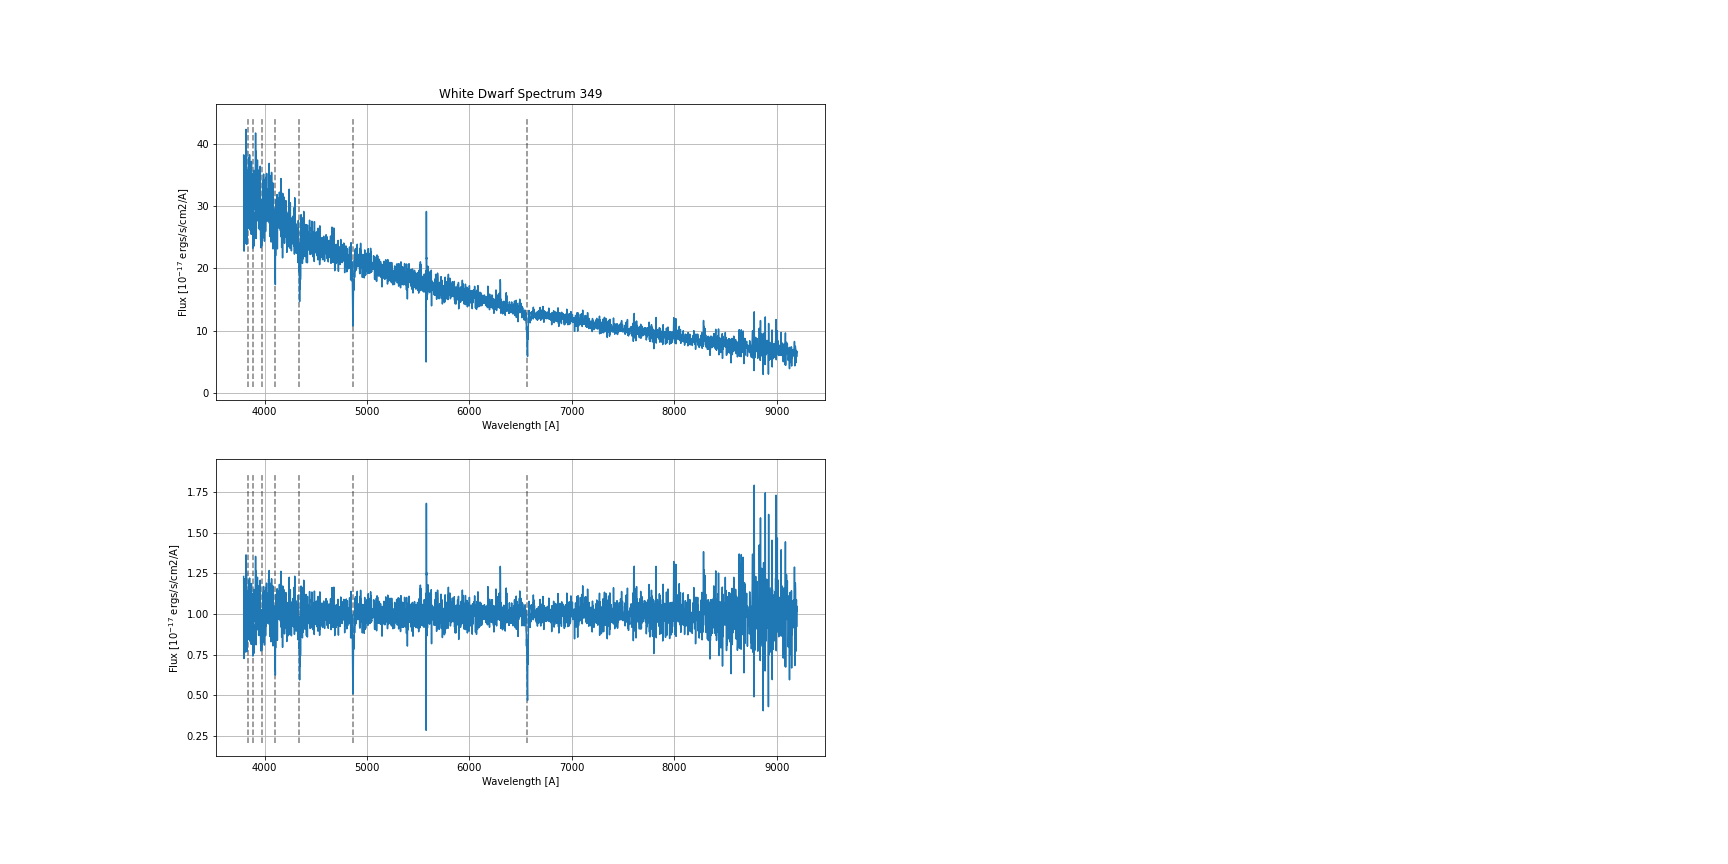 White Dwarf Spectrum 349
Flux [10⁻¹⁷ ergs/s/cm2/A]
40
30
20
10
0
4000 5000 6000 7000 8000 9000
Wavelength [A]
Flux [10⁻¹⁷ ergs/s/cm2/A]
1.75
1.50
1.25
1.00
0.75
0.50
0.25
4000 5000 6000 7000 8000 9000
Wavelength [A]